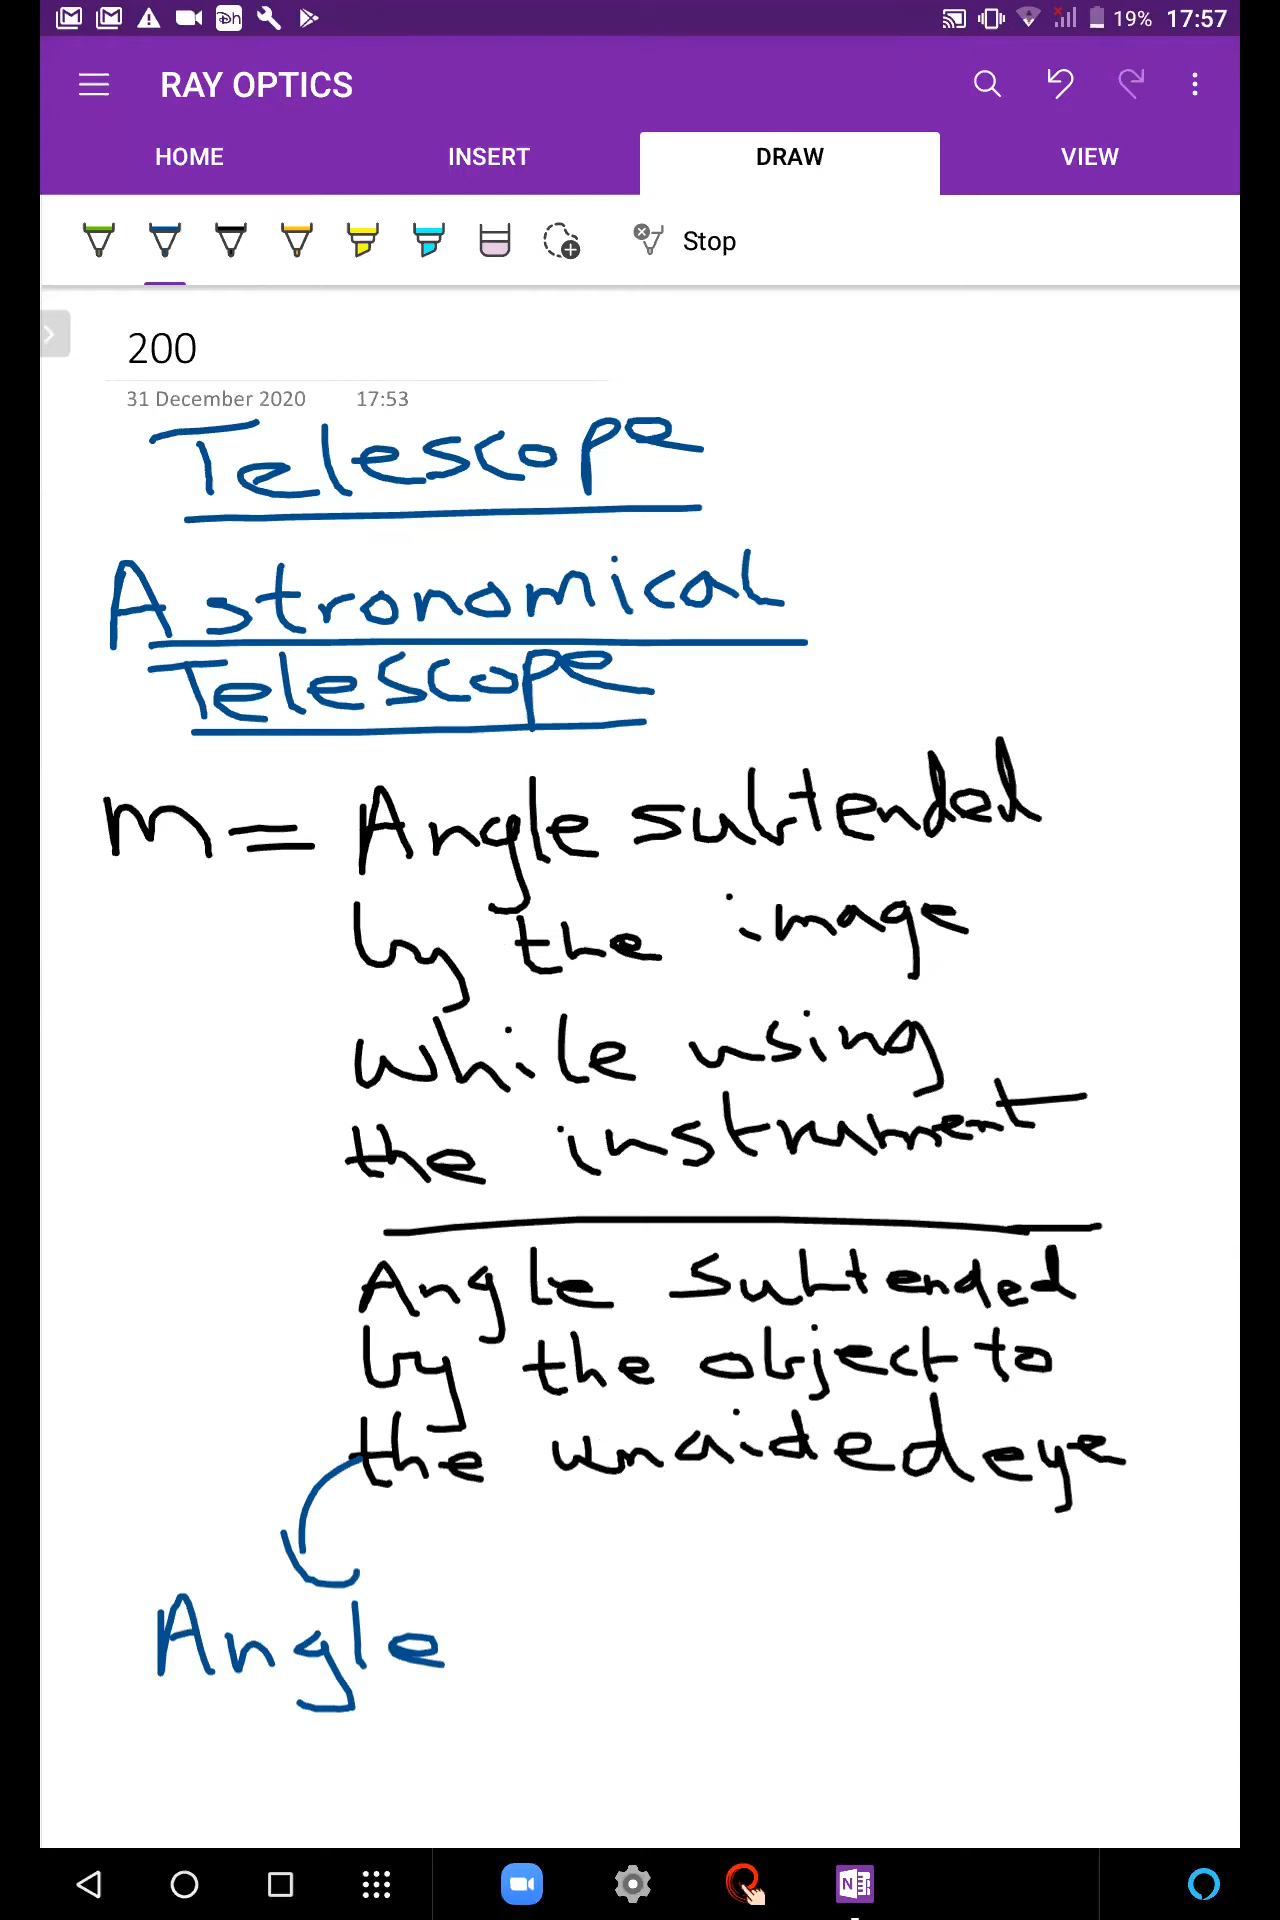 19% 17:57
RAY OPTICS
HOME INSERT DRAW VIEW
Stop
200
31 December 2020 17:53
Telescope
Astronomical
Telescope
m = Angle subtended
by the image
while using
the instrument
Angle subtended
by the object to
the unaided eye
Angle